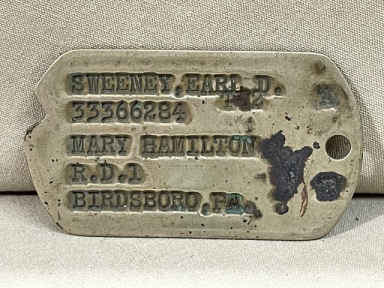 SWEENEY, EARL D.
33366284
MARY HAMILTON
R.D.1
BIRDSBORO, PA.